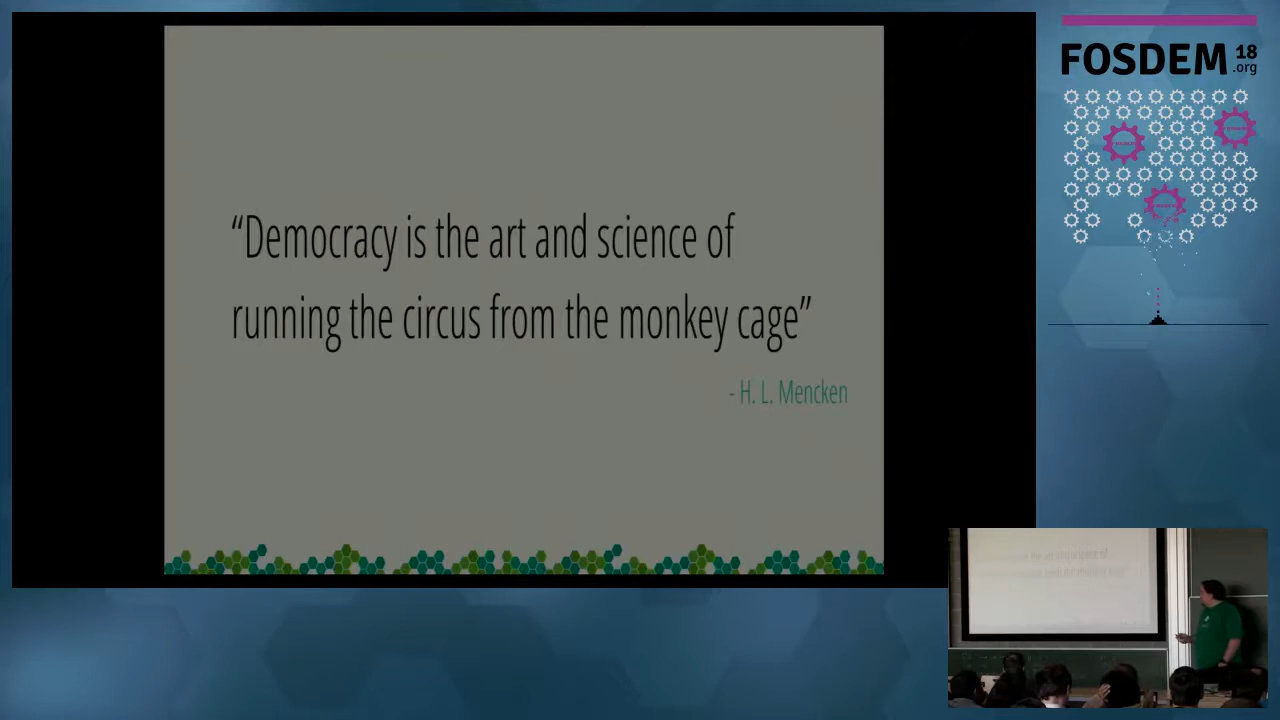 “Democracy is the art and science of
running the circus from the monkey cage”
- H. L. Mencken
FOSDEM 18
.org